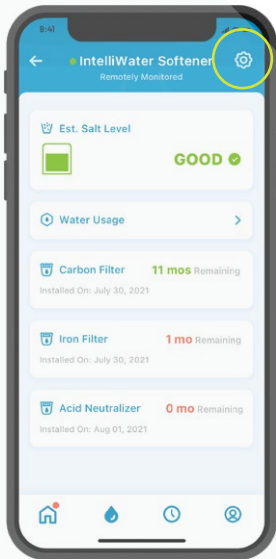 9:41
IntelliWater Softener
Remotely Monitored
Est. Salt Level
GOOD
Water Usage
Carbon Filter 11 mos Remaining
Installed On: July 30, 2021
Iron Filter 1 mo Remaining
Installed On: July 30, 2021
Acid Neutralizer 0 mo Remaining
Installed On: Aug 01, 2021